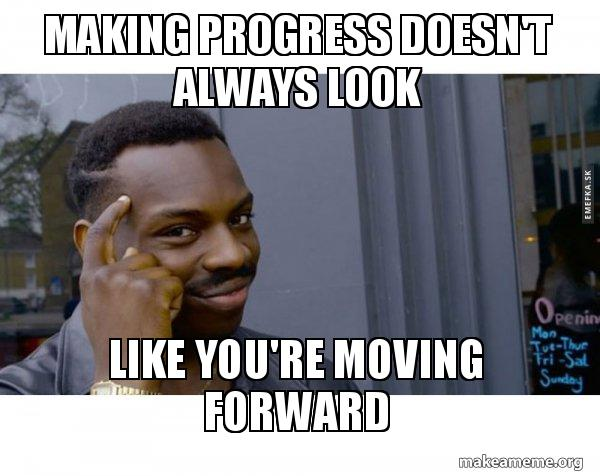 MAKING PROGRESS DOESN'T
ALWAYS LOOK
EMEFKA.SK
Openin
Mon
Tue-Thur
Fri-Sat
Sunday
LIKE YOU'RE MOVING
FORWARD
makeameme.org